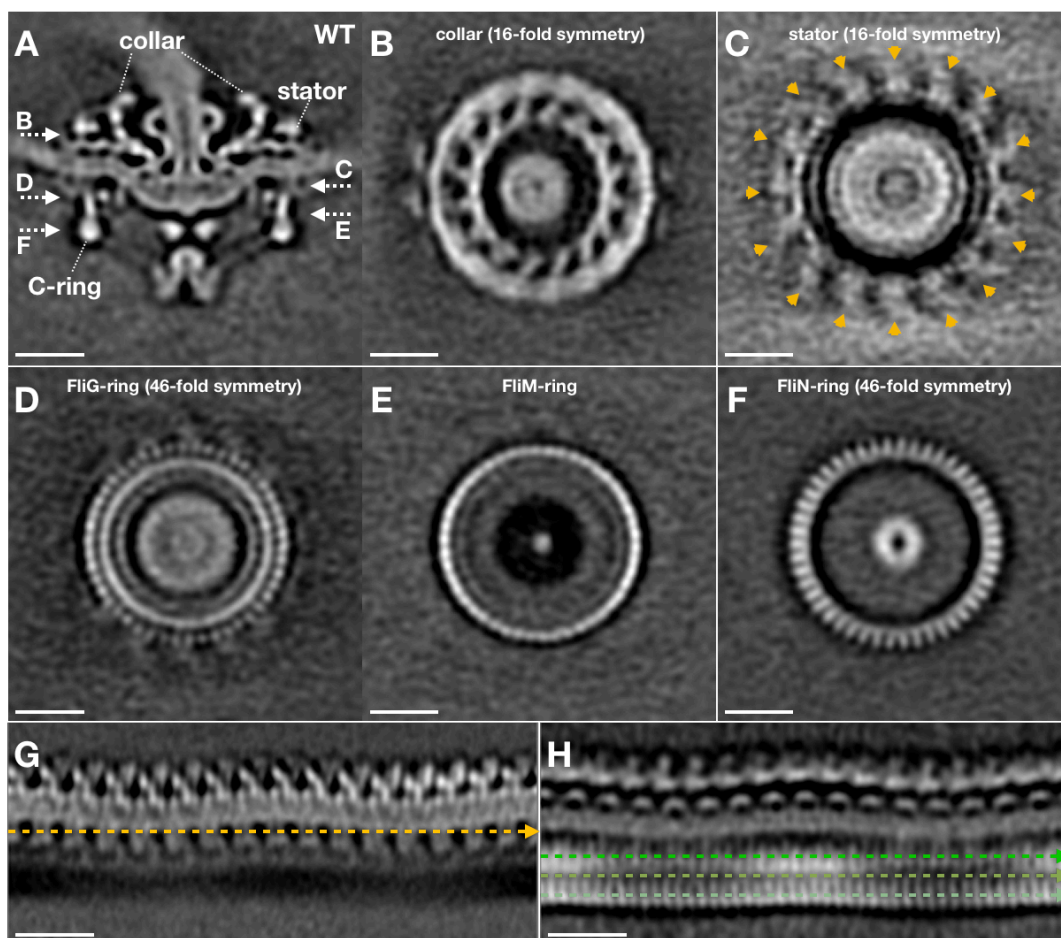 A
collar
WT
stator
B
D
F
C
E
C-ring
B
collar (16-fold symmetry)
C
stator (16-fold symmetry)
D
FliG-ring (46-fold symmetry)
E
FliM-ring
F
FliN-ring (46-fold symmetry)
G
H